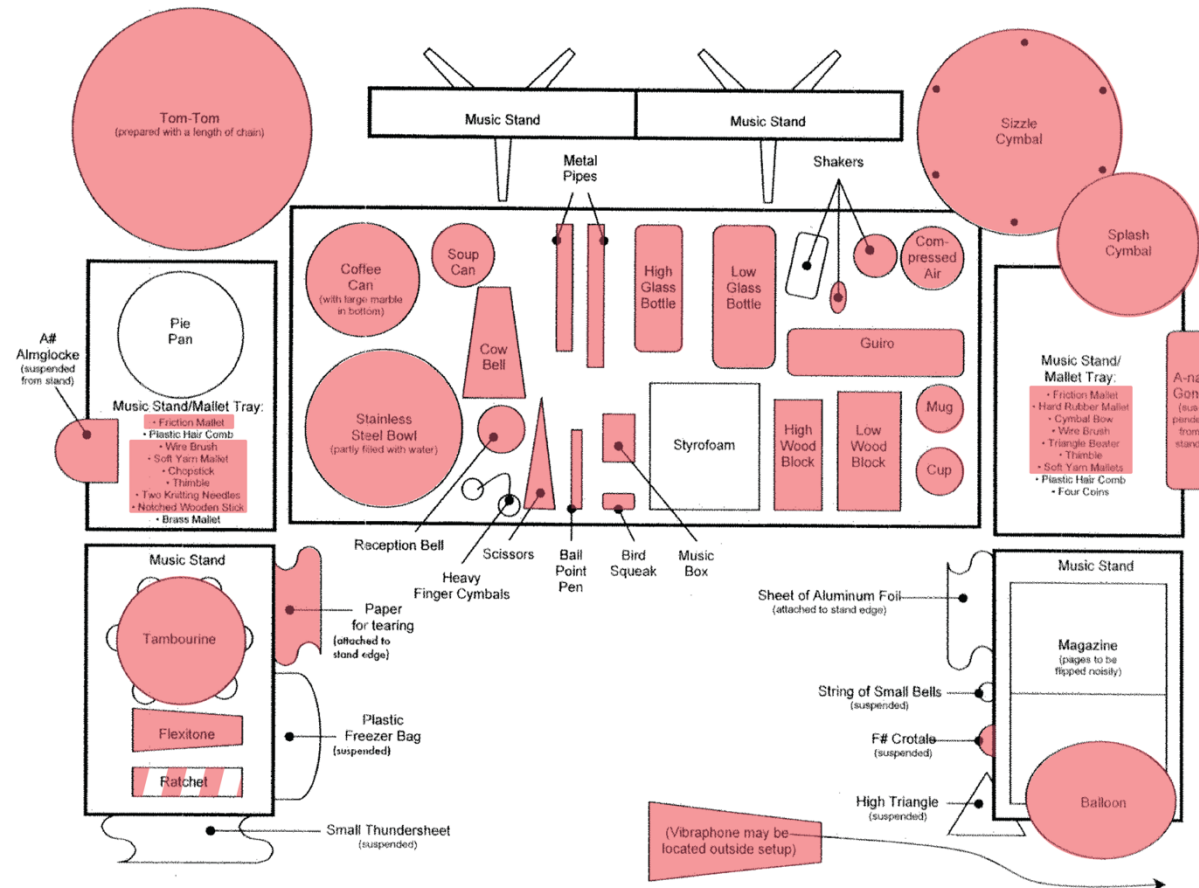 Tom-Tom
(prepared with a length of chain)
Music Stand
Music Stand
Sizzle
Cymbal
Splash
Cymbal
Metal
Pipes
Shakers
Coffee
Can
(with large marble
in bottom)
Soup
Can
Cow
Bell
High
Glass
Bottle
Low
Glass
Bottle
Com-
pressed
Air
Guiro
Stainless
Steel Bowl
(partly filled with water)
Styrofoam
High
Wood
Block
Low
Wood
Block
Mug
Cup
Pie
Pan
A#
Almglocke
(suspended
from stand)
Music Stand/Mallet Tray:
• Friction Mallet
• Plastic Hair Comb
• Wire Brush
• Soft Yarn Mallet
• Chopstick
• Thimble
• Two Knitting Needles
• Notched Wooden Stick
• Brass Mallet
Music Stand/
Mallet Tray:
• Friction Mallet
• Hard Rubber Mallet
• Cymbal Bow
• Wire Brush
• Triangle Beater
• Thimble
• Soft Yarn Mallets
• Plastic Hair Comb
• Four Coins
A-na
Gon
(sus
pende
from
stand
Reception Bell
Heavy
Finger Cymbals
Scissors
Ball
Point
Pen
Bird
Squeak
Music
Box
Music Stand
Tambourine
Flexitone
Ratchet
Paper
for tearing
(attached to
stand edge)
Plastic
Freezer Bag
(suspended)
Small Thundersheet
(suspended)
Music Stand
Sheet of Aluminum Foil
(attached to stand edge)
Magazine
(pages to be
flipped noisily)
String of Small Bells
(suspended)
F# Crotale
(suspended)
High Triangle
(suspended)
Balloon
(Vibraphone may be
located outside setup)